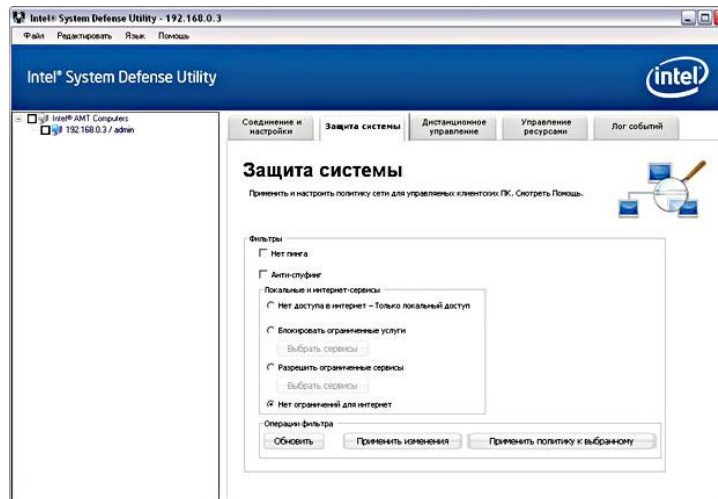 Intel® System Defense Utility - 192.168.0.3
Файл Редактировать Язык Помощь
Intel® System Defense Utility
intel
Intel® AMT Computers
192.168.0.3 / admin
Соединение и настройки
Защита системы
Дистанционное управление
Управление ресурсами
Лог событий
Защита системы
Применить и настроить политику сети для управляемых клиентских ПК. Смотреть Помощь.
Фильтры
Нет пинга
Анти-спуфинг
Локальные и интернет-сервисы
Нет доступа в интернет – Только локальный доступ
Блокировать ограниченные услуги
Выбрать сервисы
Разрешить ограниченные сервисы
Выбрать сервисы
Нет ограничений для интернет
Операции фильтра
Обновить
Применить изменения
Применить политику к выбранному